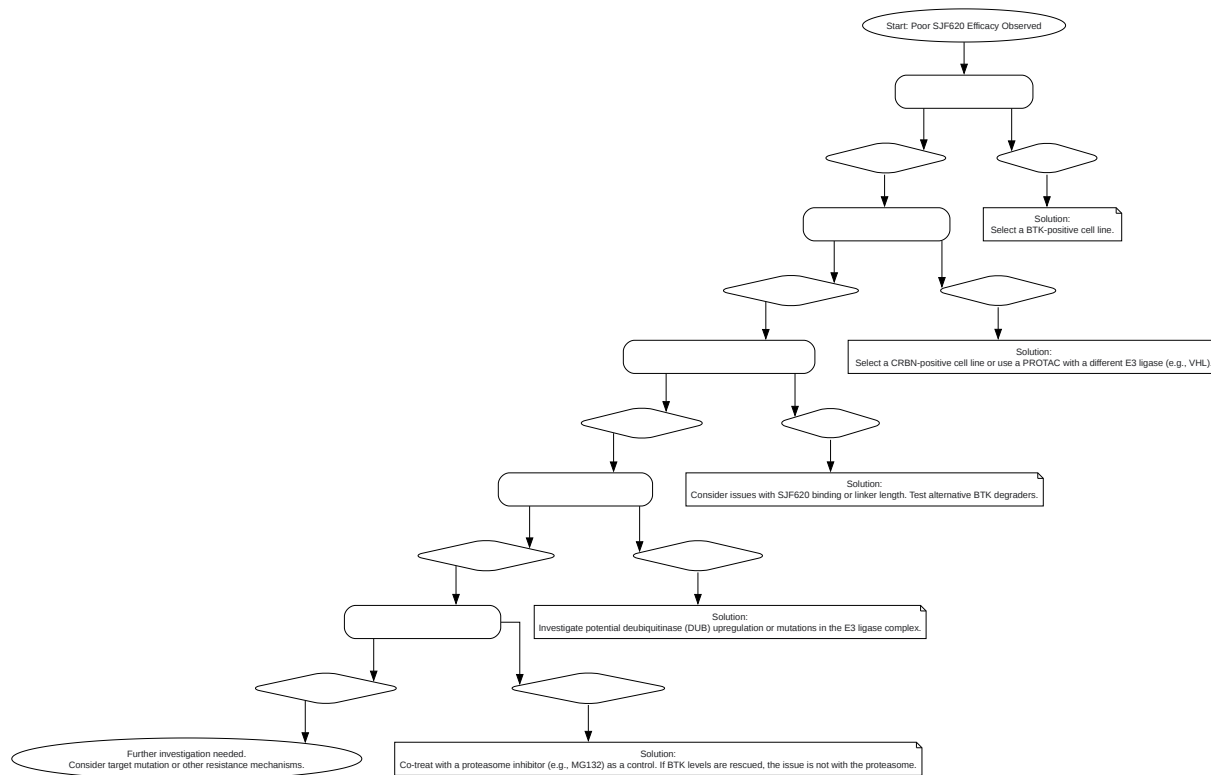 Start: Poor SJF620 Efficacy Observed
Solution:
Select a BTK-positive cell line.
Solution:
Select a CRBN-positive cell line or use a PROTAC with a different E3 ligase (e.g., VHL).
Solution:
Consider issues with SJF620 binding or linker length. Test alternative BTK degraders.
Solution:
Investigate potential deubiquitinase (DUB) upregulation or mutations in the E3 ligase complex.
Further investigation needed.
Consider target mutation or other resistance mechanisms.
Solution:
Co-treat with a proteasome inhibitor (e.g., MG132) as a control. If BTK levels are rescued, the issue is not with the proteasome.